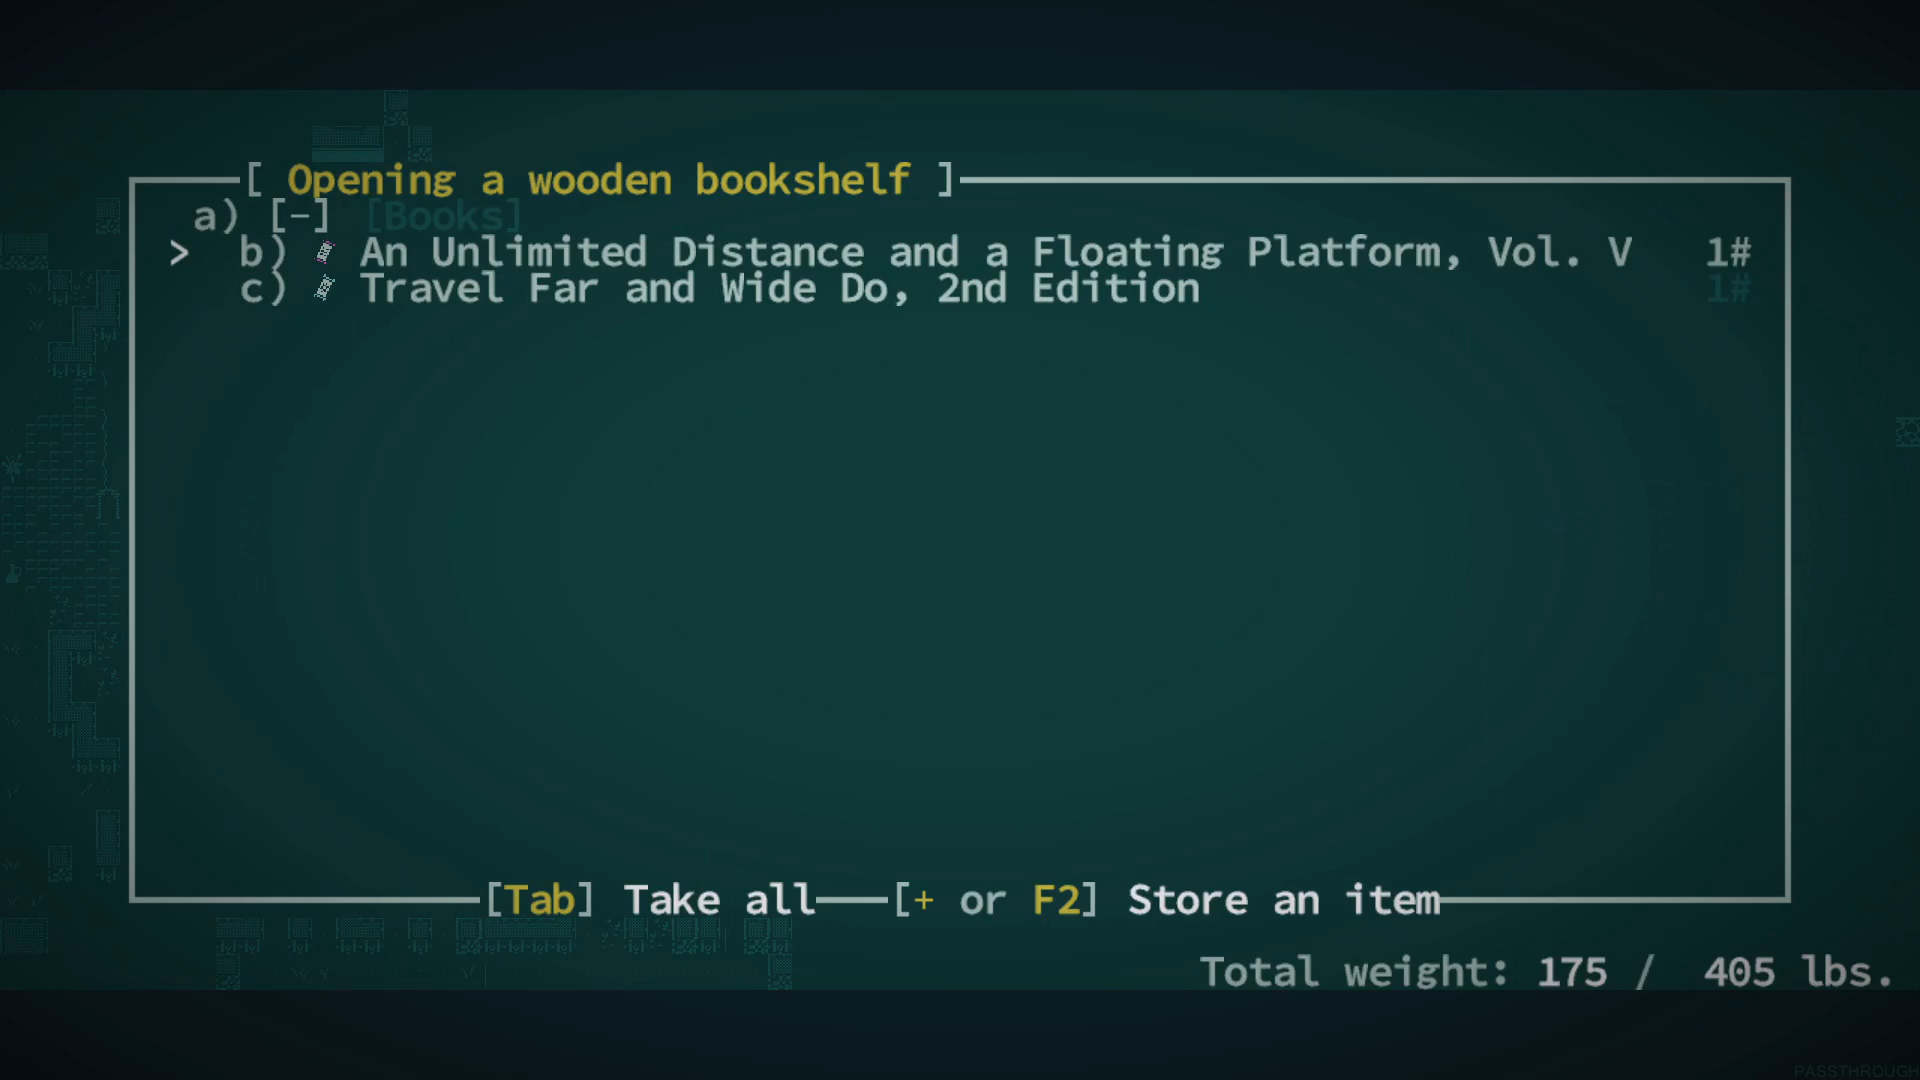 [ Opening a wooden bookshelf ]
a) [-] [Books]
> b) An Unlimited Distance and a Floating Platform, Vol. V 1#
c) Travel Far and Wide Do, 2nd Edition 1#
[Tab] Take all [+ or F2] Store an item
Total weight: 175 / 405 lbs.
PASSTHROUGH